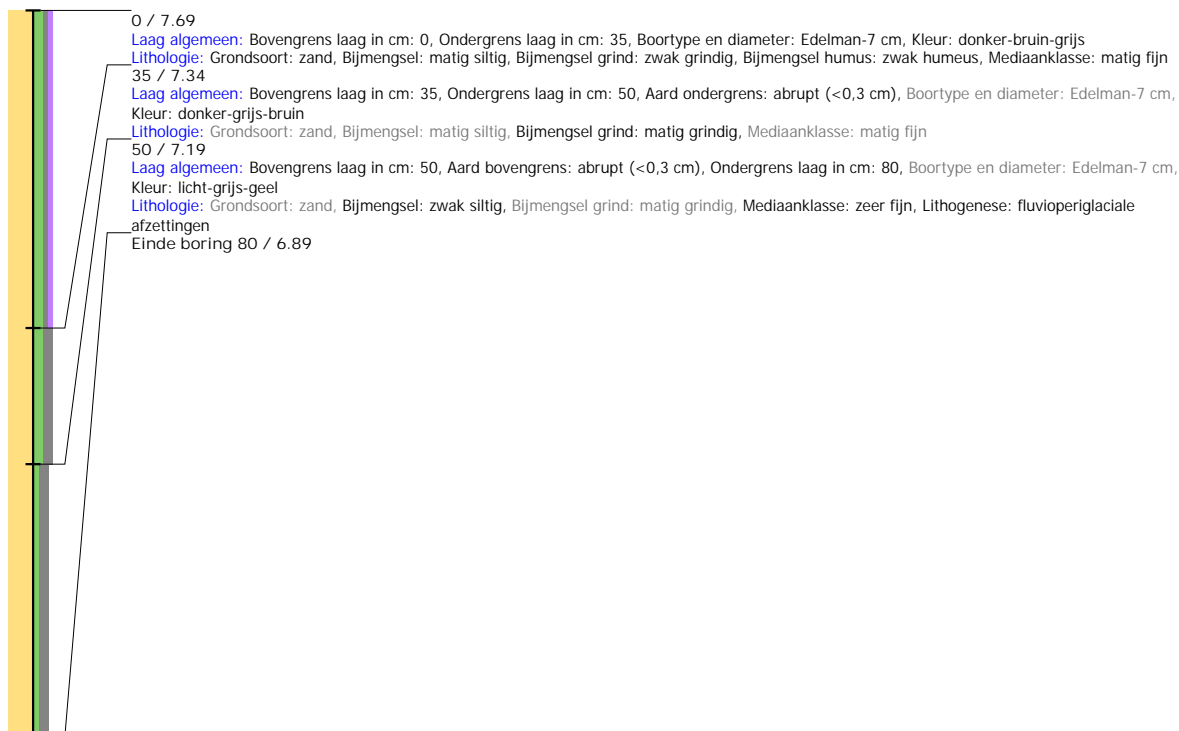 0 / 7.69
Laag algemeen: Bovengrens laag in cm: 0, Ondergrens laag in cm: 35, Boortype en diameter: Edelman-7 cm, Kleur: donker-bruin-grijs
Lithologie: Grondsoort: zand, Bijmengsel: matig siltig, Bijmengsel grind: zwak grindig, Bijmengsel humus: zwak humeus, Mediaanklasse: matig fijn
35 / 7.34
Laag algemeen: Bovengrens laag in cm: 35, Ondergrens laag in cm: 50, Aard ondergrens: abrupt (<0,3 cm), Boortype en diameter: Edelman-7 cm,
Kleur: donker-grijs-bruin
Lithologie: Grondsoort: zand, Bijmengsel: matig siltig, Bijmengsel grind: matig grindig, Mediaanklasse: matig fijn
50 / 7.19
Laag algemeen: Bovengrens laag in cm: 50, Aard bovengrens: abrupt (<0,3 cm), Ondergrens laag in cm: 80, Boortype en diameter: Edelman-7 cm,
Kleur: licht-grijs-geel
Lithologie: Grondsoort: zand, Bijmengsel: zwak siltig, Bijmengsel grind: matig grindig, Mediaanklasse: zeer fijn, Lithogenese: fluvioperiglaciale
afzettingen
Einde boring 80 / 6.89